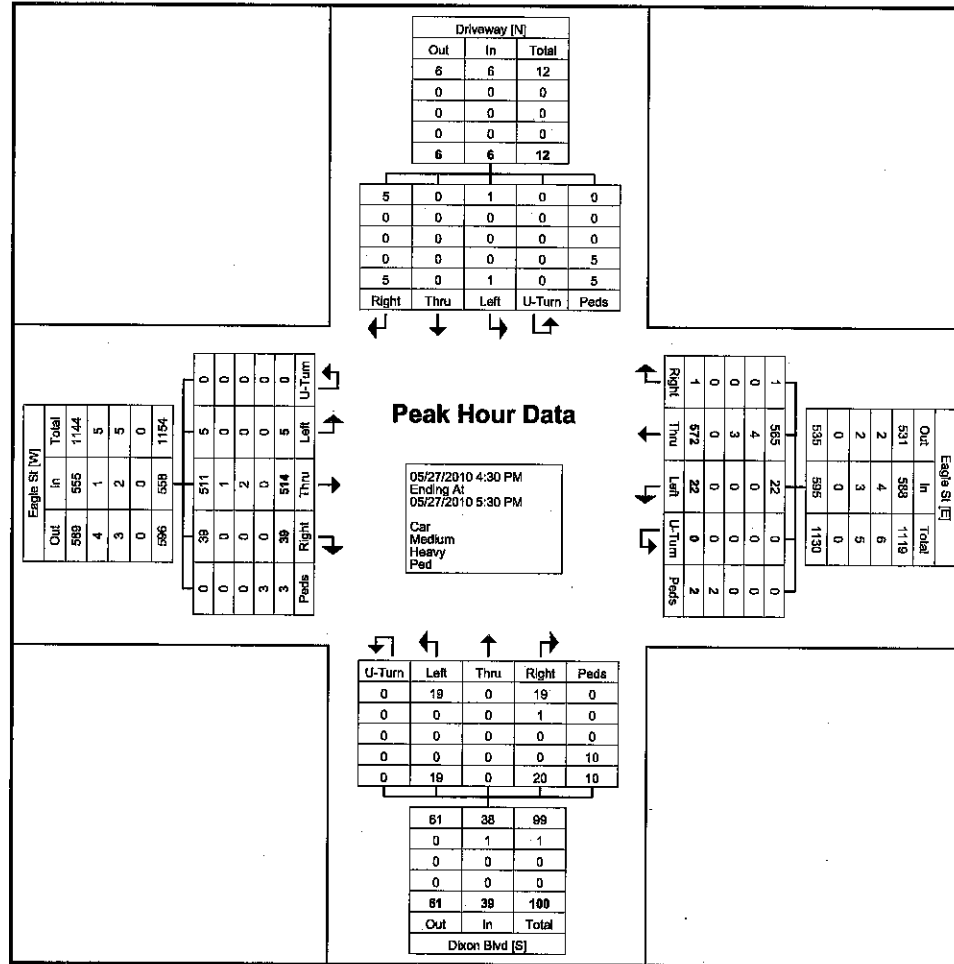 Driveway [N]
Out In Total
6 6 12
0 0 0
0 0 0
0 0 0
6 6 12
5 0 1 0 0
0 0 0 0 0
0 0 0 0 0
0 0 0 0 5
5 0 1 0 5
Right Thru Left U-Turn Peds
Eagle St [W]
Out In Total
589 555 1144
4 1 5
3 2 5
0 0 0
596 558 1154
0 39 511 5 0
0 0 1 0 0
0 0 2 0 0
3 0 0 0 0
3 39 514 5 0
Peds Right Thru Left U-Turn
Peak Hour Data
05/27/2010 4:30 PM
Ending At
05/27/2010 5:30 PM
Car
Medium
Heavy
Ped
Eagle St [E]
Out In Total
531 588 1119
2 4 6
2 3 5
0 0 0
535 595 1130
1 565 22 0 0
0 4 0 0 0
0 3 0 0 0
0 0 0 0 2
1 572 22 0 2
Right Thru Left U-Turn Peds
U-Turn Left Thru Right Peds
0 19 0 19 0
0 0 0 1 0
0 0 0 0 0
0 0 0 0 10
0 19 0 20 10
61 38 99
0 1 1
0 0 0
0 0 0
61 39 100
Out In Total
Dixon Blvd [S]